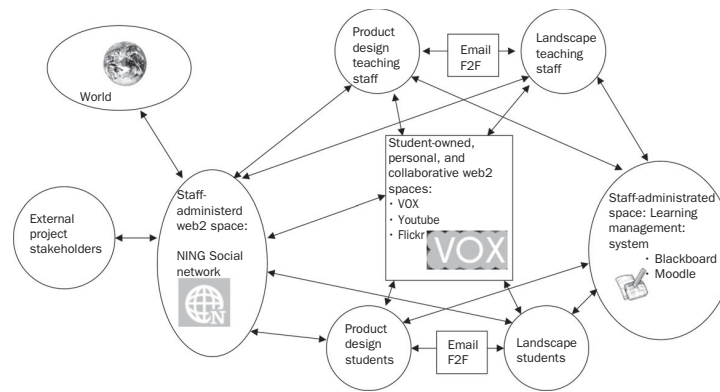 Product
design
teaching
staff
Email
F2F
Landscape
teaching
staff
World
Student-owned,
personal, and
collaborative web2
spaces:
· VOX
· Youtube
· Flickr
VOX
Staff-
administerd
web2 space:
NING Social
network
N
External
project
stakeholders
Staff-administrated
space: Learning
management:
system
· Blackboard
· Moodle
Product
design
students
Email
F2F
Landscape
students